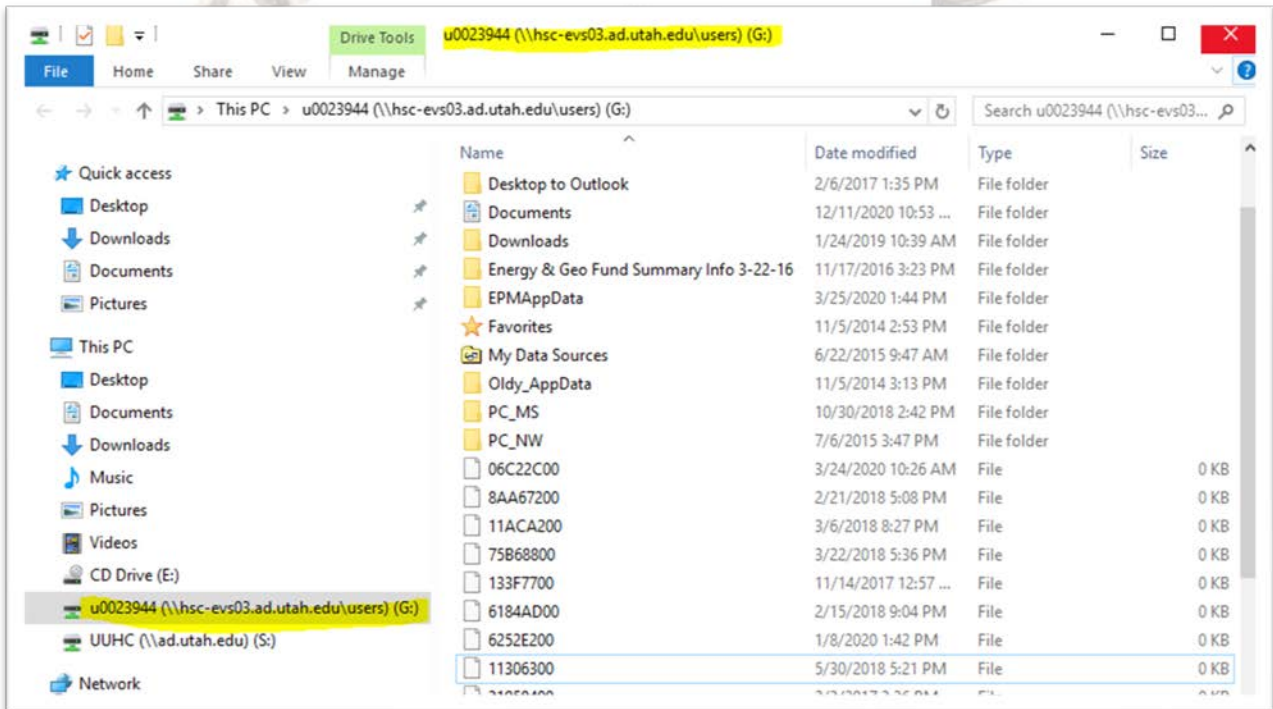 Drive Tools u0023944 (\\hsc-evs03.ad.utah.edu\users) (G:)
File Home Share View Manage
This PC > u0023944 (\\hsc-evs03.ad.utah.edu\users) (G:) Search u0023944 (\\hsc-evs03...
Name Date modified Type Size
Quick access
Desktop
Downloads
Documents
Pictures
This PC
Desktop
Documents
Downloads
Music
Pictures
Videos
CD Drive (E:)
u0023944 (\\hsc-evs03.ad.utah.edu\users) (G:)
UUHC (\\ad.utah.edu) (S:)
Network
Desktop to Outlook 2/6/2017 1:35 PM File folder
Documents 12/11/2020 10:53 ... File folder
Downloads 1/24/2019 10:39 AM File folder
Energy & Geo Fund Summary Info 3-22-16 11/17/2016 3:23 PM File folder
EPMAppData 3/25/2020 1:44 PM File folder
Favorites 11/5/2014 2:53 PM File folder
My Data Sources 6/22/2015 9:47 AM File folder
Oldy_AppData 11/5/2014 3:13 PM File folder
PC_MS 10/30/2018 2:42 PM File folder
PC_NW 7/6/2015 3:47 PM File folder
06C22C00 3/24/2020 10:26 AM File 0 KB
8AA67200 2/21/2018 5:08 PM File 0 KB
11ACA200 3/6/2018 8:27 PM File 0 KB
75B68800 3/22/2018 5:36 PM File 0 KB
133F7700 11/14/2017 12:57 ... File 0 KB
6184AD00 2/15/2018 9:04 PM File 0 KB
6252E200 1/8/2020 1:42 PM File 0 KB
11306300 5/30/2018 5:21 PM File 0 KB